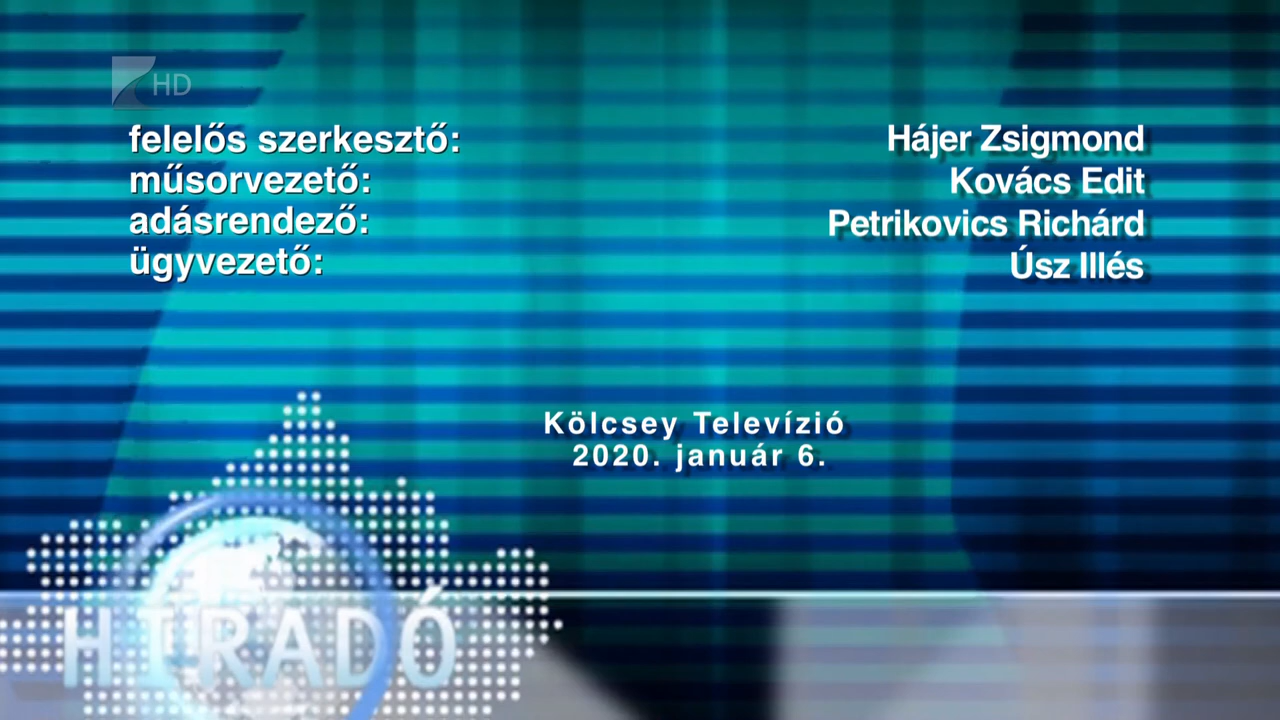 HD
felelős szerkesztő: Hájer Zsigmond
műsorvezető: Kovács Edit
adásrendező: Petrikovics Richárd
ügyvezető: Úsz Illés
Kölcsey Televízió
2020. január 6.
HÍRADÓ